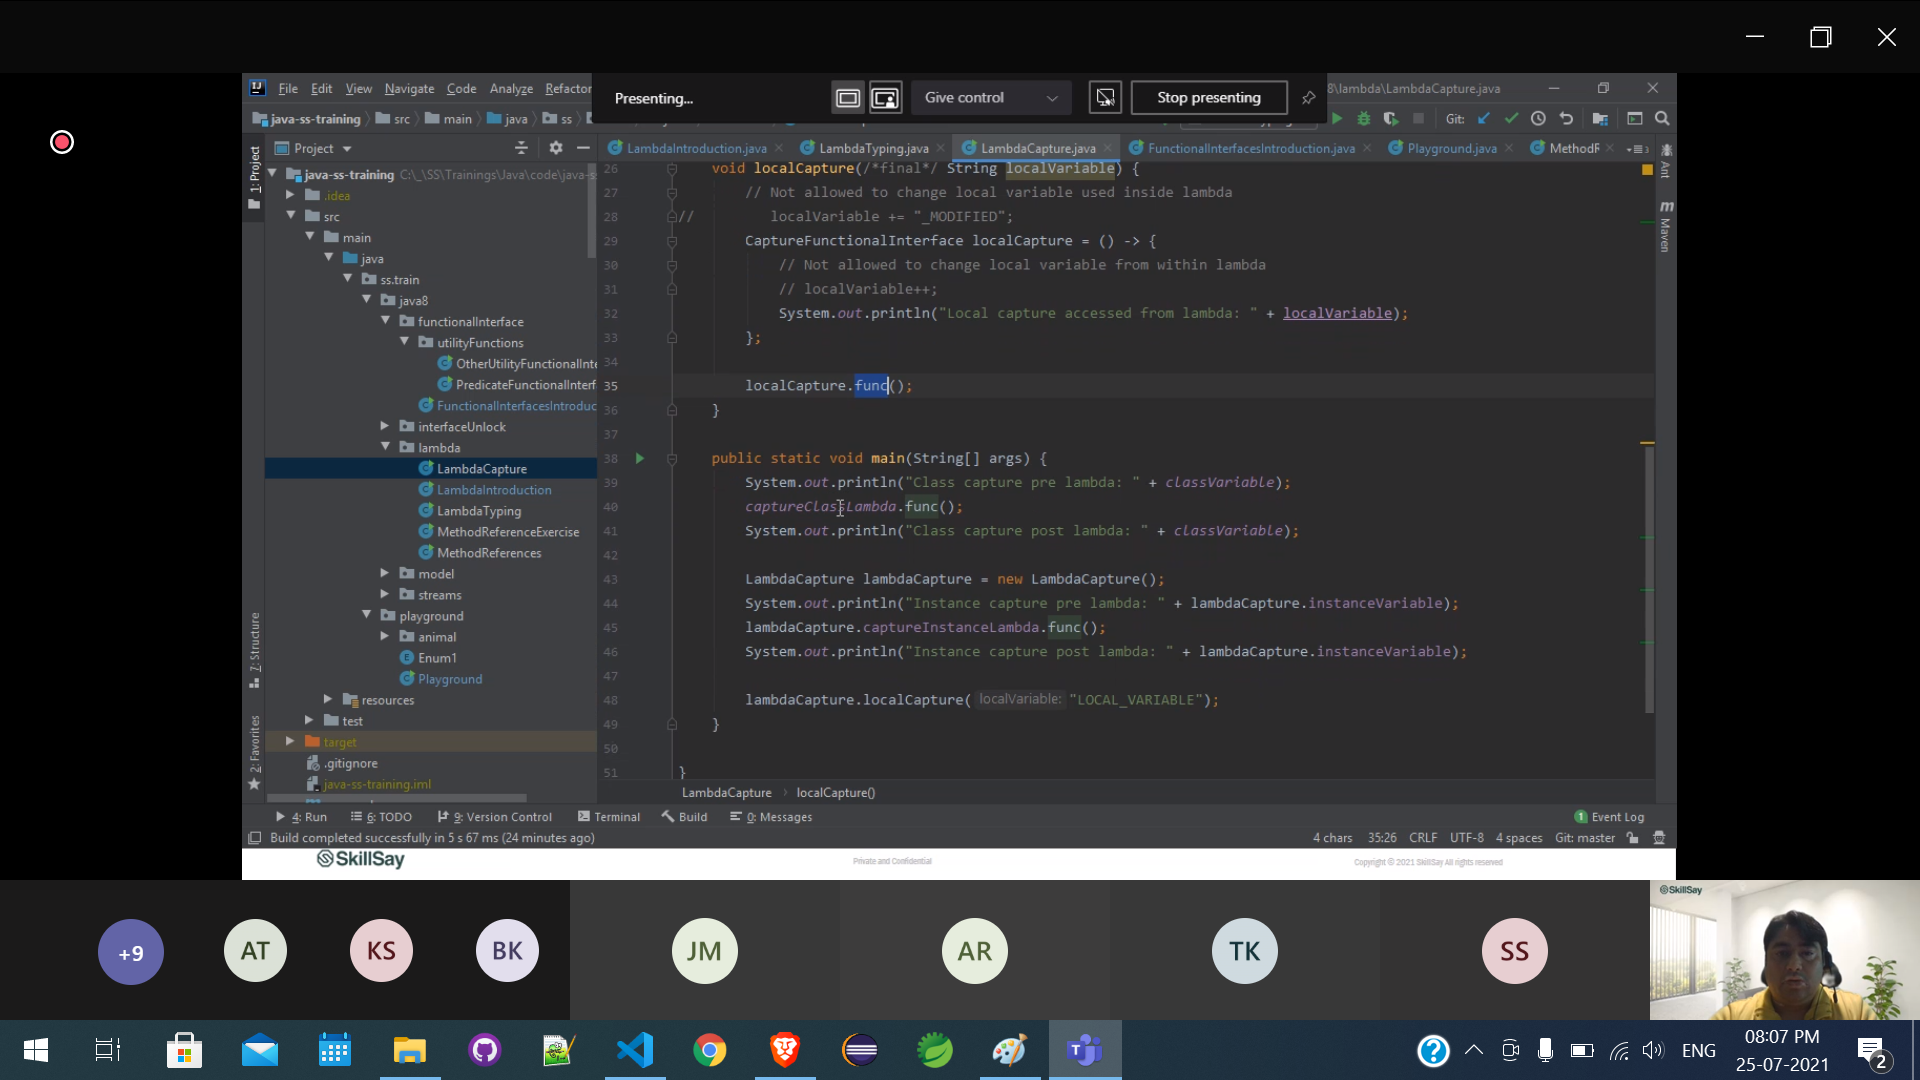 File Edit View Navigate Code Analyze Refactor
Presenting...
Give control
Stop presenting
8\lambda\LambdaCapture.java
java-ss-training src main java ss
Git:
1: Project
Project
LambdaIntroduction.java LambdaTyping.java LambdaCapture.java FunctionalInterfacesIntroduction.java Playground.java MethodR
java-ss-training C:\_\SS\Trainings\Java\code\java-s
.idea
src
main
java
ss.train
java8
functionalInterface
utilityFunctions
OtherUtilityFunctionalInte
PredicateFunctionalInterf
FunctionalInterfacesIntroduc
interfaceUnlock
lambda
LambdaCapture
LambdaIntroduction
LambdaTyping
MethodReferenceExercise
MethodReferences
model
streams
playground
animal
Enum1
Playground
resources
test
target
.gitignore
java-ss-training.iml
7: Structure
2: Favorites
26 void localCapture(/*final*/ String localVariable) {
27 // Not allowed to change local variable used inside lambda
28 // localVariable += "_MODIFIED";
29 CaptureFunctionalInterface localCapture = () -> {
30 // Not allowed to change local variable from within lambda
31 // localVariable++;
32 System.out.println("Local capture accessed from lambda: " + localVariable);
33 };
34
35 localCapture.func();
36 }
37
38 public static void main(String[] args) {
39 System.out.println("Class capture pre lambda: " + classVariable);
40 captureClassLambda.func();
41 System.out.println("Class capture post lambda: " + classVariable);
42
43 LambdaCapture lambdaCapture = new LambdaCapture();
44 System.out.println("Instance capture pre lambda: " + lambdaCapture.instanceVariable);
45 lambdaCapture.captureInstanceLambda.func();
46 System.out.println("Instance capture post lambda: " + lambdaCapture.instanceVariable);
47
48 lambdaCapture.localCapture( localVariable: "LOCAL_VARIABLE");
49 }
50
51 }
Ant
m Maven
LambdaCapture localCapture()
4: Run 6: TODO 9: Version Control Terminal Build 0: Messages
1 Event Log
Build completed successfully in 5 s 67 ms (24 minutes ago)
4 chars 35:26 CRLF UTF-8 4 spaces Git: master
SkillSay
Private and Confidential
Copyright © 2021 SkillSay All rights reserved
+9 AT KS BK JM AR TK SS
SkillSay
ENG
08:07 PM
25-07-2021
2